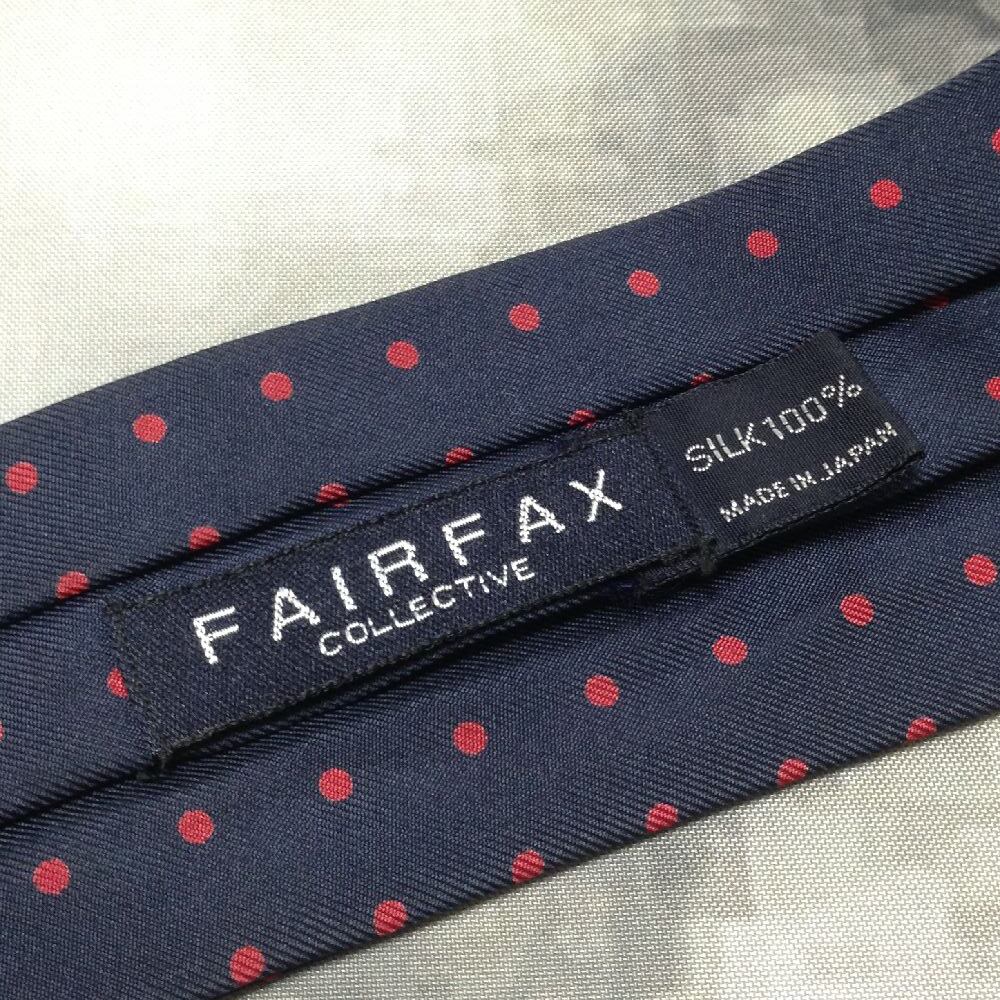 FAIRFAX
COLLECTIVE
SILK100%
MADE IN JAPAN